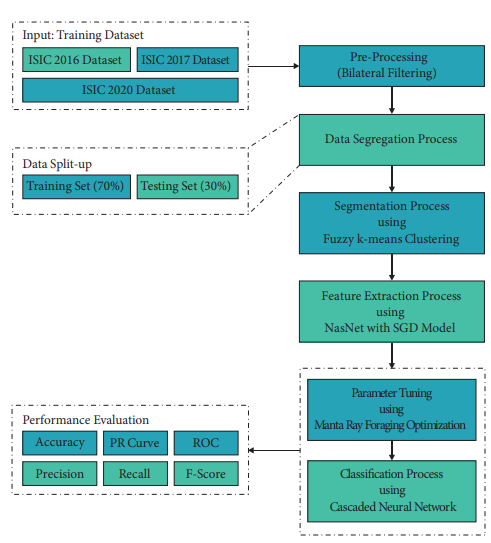 Input: Training Dataset
ISIC 2016 Dataset
ISIC 2017 Dataset
ISIC 2020 Dataset
Pre-Processing
(Bilateral Filtering)
Data Segregation Process
Data Split-up
Training Set (70%)
Testing Set (30%)
Segmentation Process
using
Fuzzy k-means Clustering
Feature Extraction Process
using
NasNet with SGD Model
Parameter Tuning
using
Manta Ray Foraging Optimization
Classification Process
using
Cascaded Neural Network
Performance Evaluation
Accuracy
PR Curve
ROC
Precision
Recall
F-Score